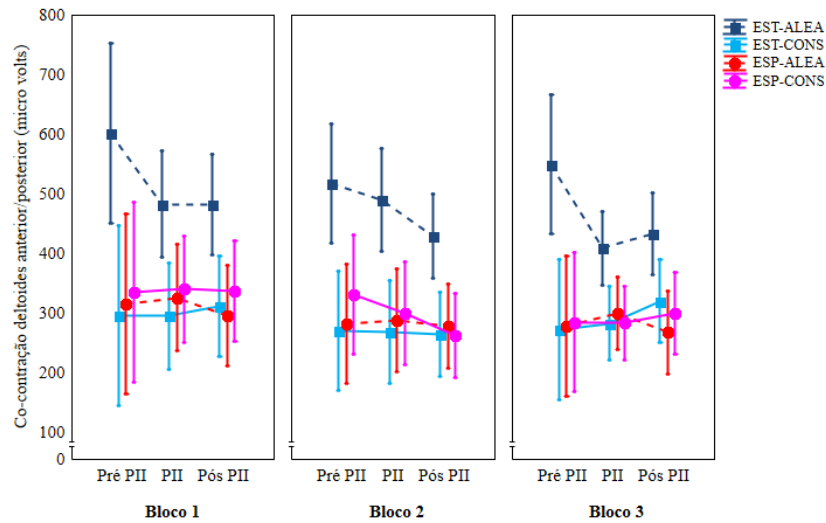 Co-contração deltoides anterior/posterior (micro volts)
800
700
600
500
400
300
200
100
0
EST-ALEA
EST-CONS
ESP-ALEA
ESP-CONS
Pré PII PII Pós PII
Pré PII PII Pós PII
Pré PII PII Pós PII
Bloco 1
Bloco 2
Bloco 3